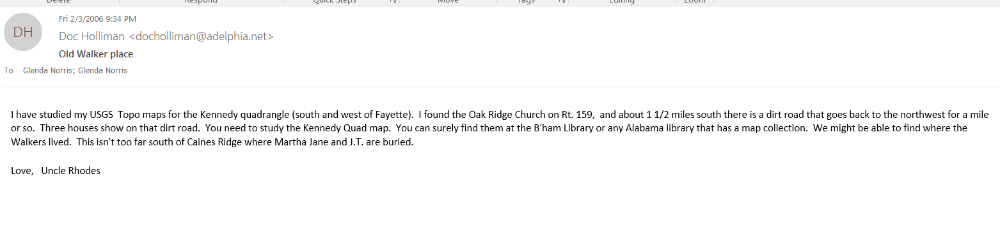 Delete Respond Quick Steps Move Tags Editing Zoom
DH
Fri 2/3/2006 9:34 PM
Doc Holliman <docholliman@adelphia.net>
Old Walker place
To Glenda Norris; Glenda Norris
I have studied my USGS  Topo maps for the Kennedy quadrangle (south and west of Fayette).  I found the Oak Ridge Church on Rt. 159,  and about 1 1/2 miles south there is a dirt road that goes back to the northwest for a mile
or so.  Three houses show on that dirt road.  You need to study the Kennedy Quad map.  You can surely find them at the B'ham Library or any Alabama library that has a map collection.  We might be able to find where the
Walkers lived.  This isn't too far south of Caines Ridge where Martha Jane and J.T. are buried.
Love,   Uncle Rhodes